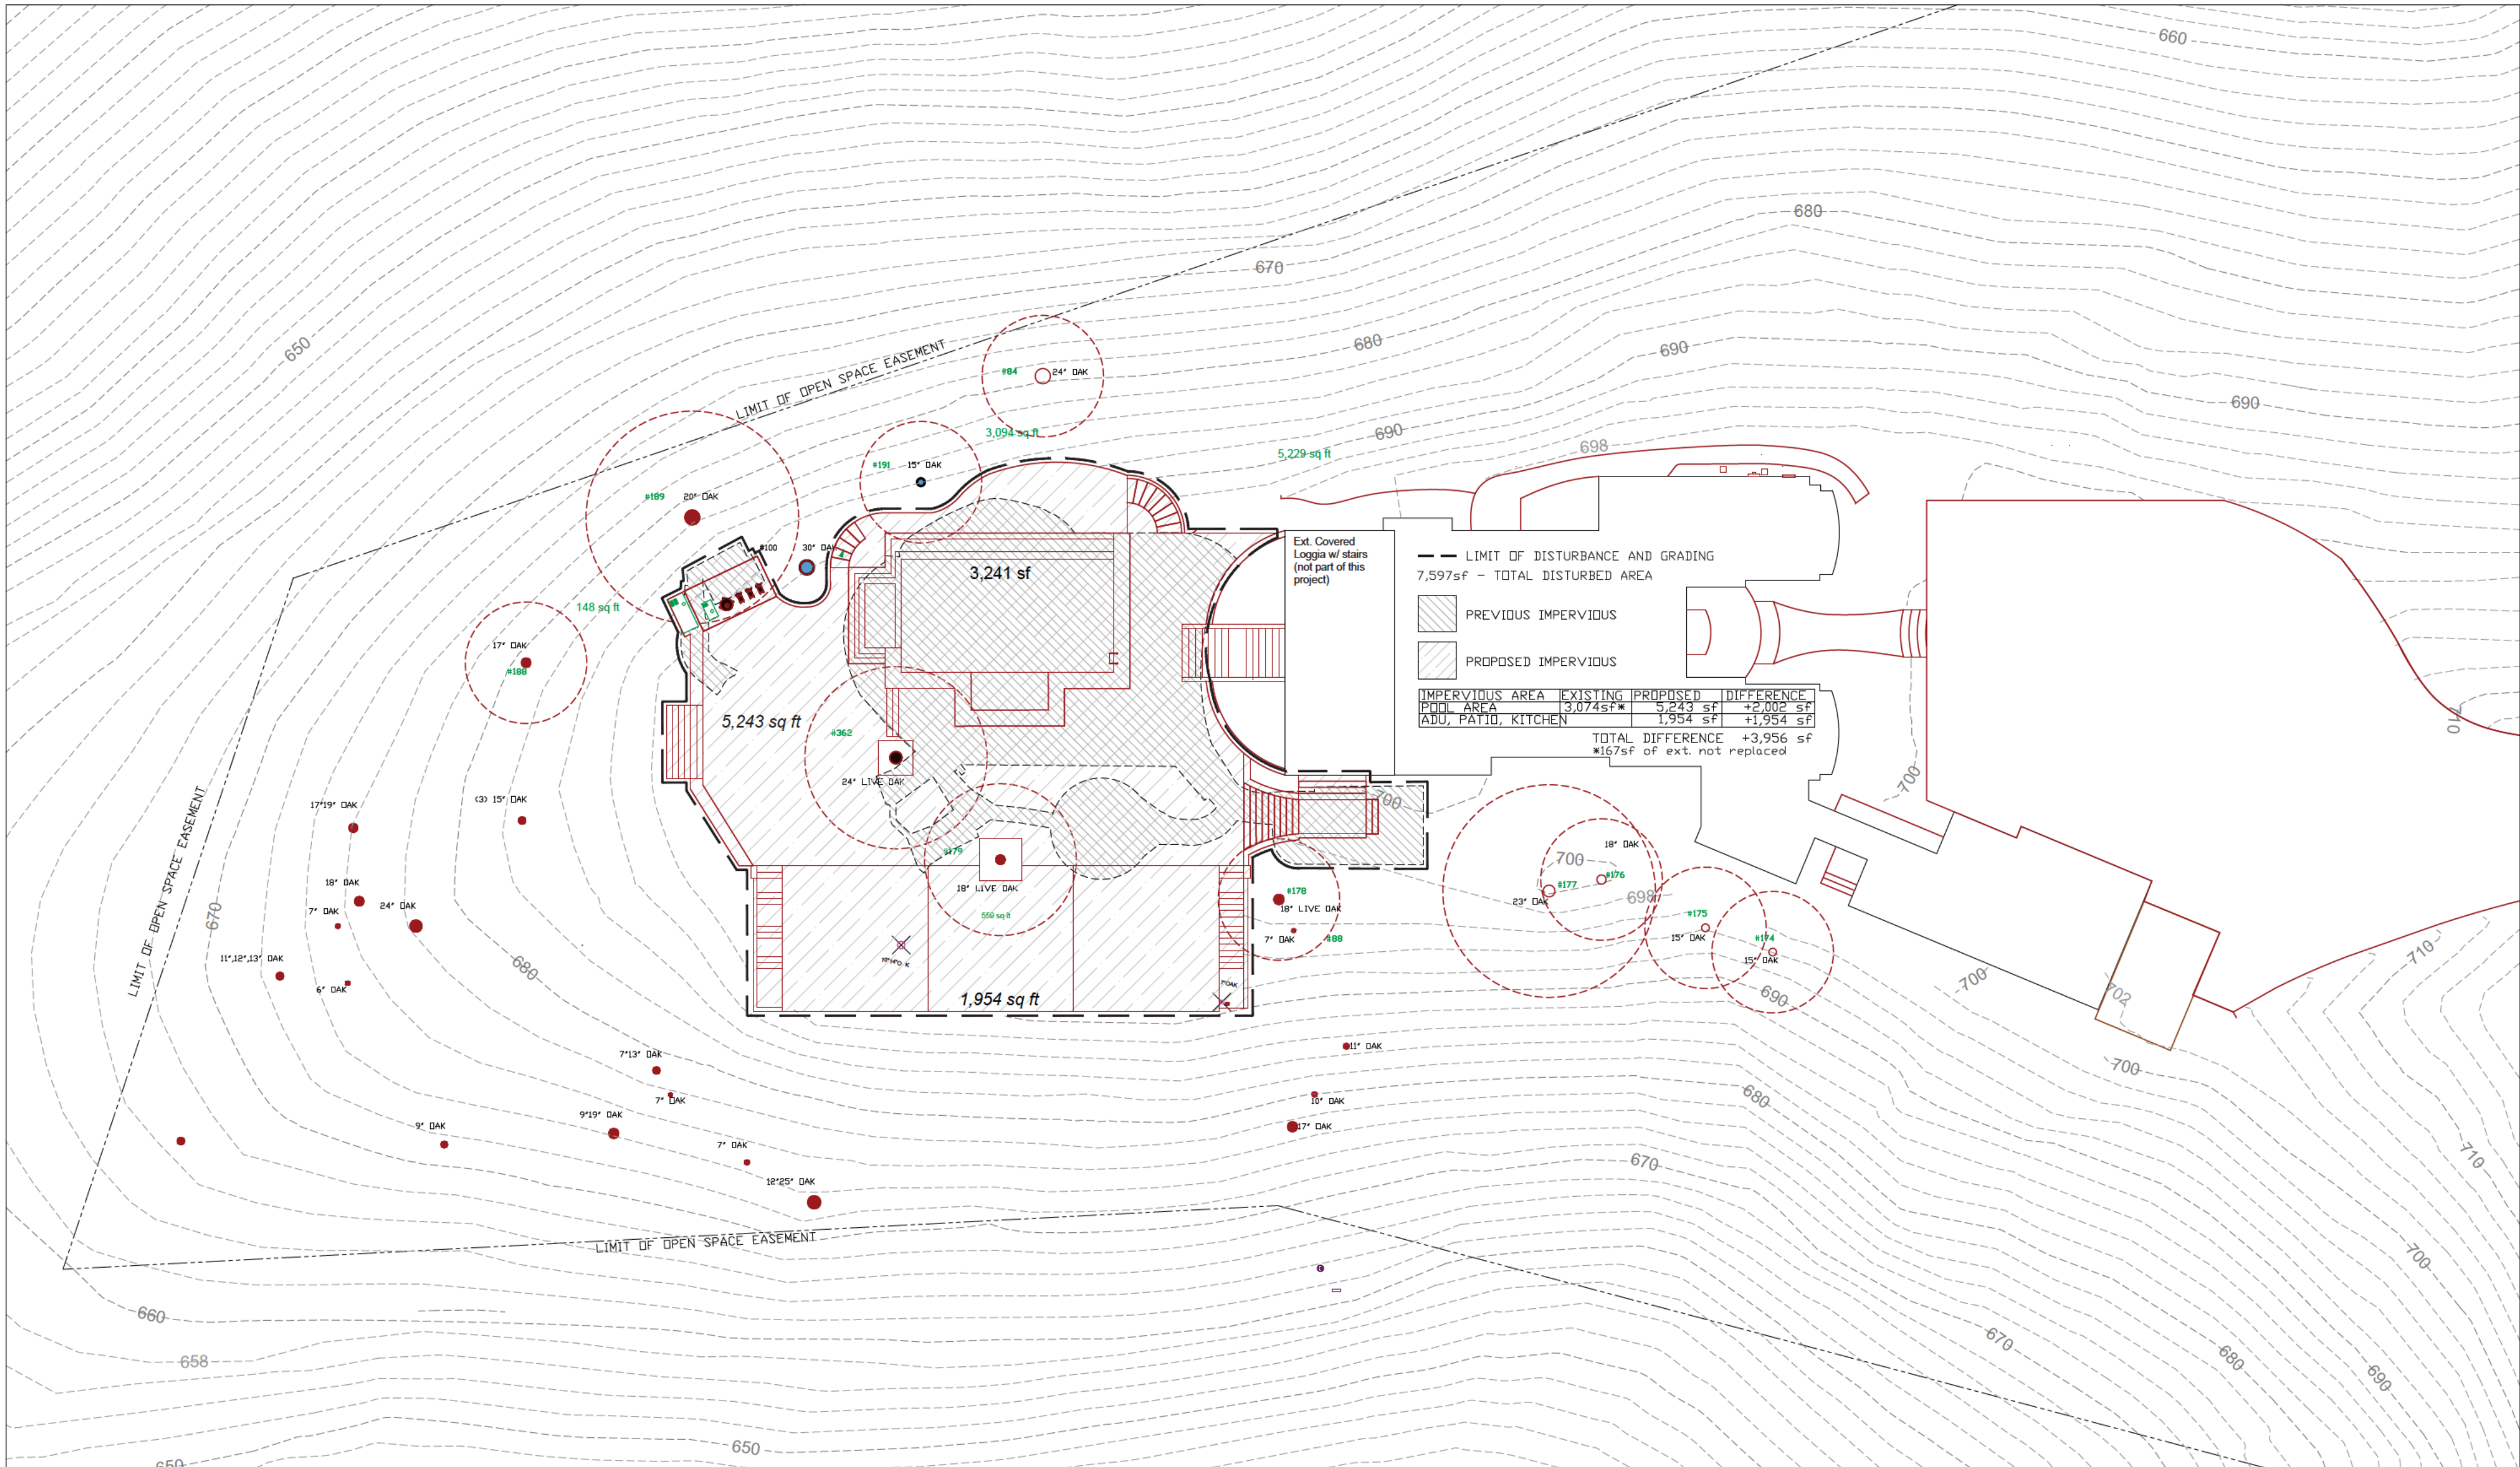 660
680
670
650
680
690
690
LIMIT OF OPEN SPACE EASEMENT
#84
24" OAK
3,094 sq ft
690
698
5,229 sq ft
#191
15" OAK
#189
20" OAK
#100
30" OAK
3,241 sf
Ext. Covered
Loggia w/ stairs
(not part of this
project)
LIMIT OF DISTURBANCE AND GRADING
7,597sf - TOTAL DISTURBED AREA
PREVIOUS IMPERVIOUS
PROPOSED IMPERVIOUS
IMPERVIOUS AREA EXISTING PROPOSED DIFFERENCE
POOL AREA 3,074sf* 5,243 sf +2,002 sf
ADU, PATIO, KITCHEN 1,954 sf +1,954 sf
TOTAL DIFFERENCE +3,956 sf
*167sf of ext. not replaced
148 sq ft
17" OAK
#188
5,243 sq ft
#362
24" LIVE OAK
710
700
700
17"19" OAK
(3) 15" OAK
#179
18" LIVE OAK
559 sq ft
18" OAK
700
#176
#177
23" OAK
698
#178
18" LIVE OAK
7" OAK
#88
#175
15" OAK
#174
15" OAK
LIMIT OF OPEN SPACE EASEMENT
670
18" OAK
7" OAK
24" OAK
11",12",13" OAK
6" OAK
680
1,954 sq ft
7"OAK
690
700
702
710
700
11" OAK
7"13" OAK
7" OAK
10" OAK
17" OAK
9"19" OAK
9" OAK
7" OAK
12"25" OAK
680
670
710
LIMIT OF OPEN SPACE EASEMENT
700
660
658
670
680
690
650
650